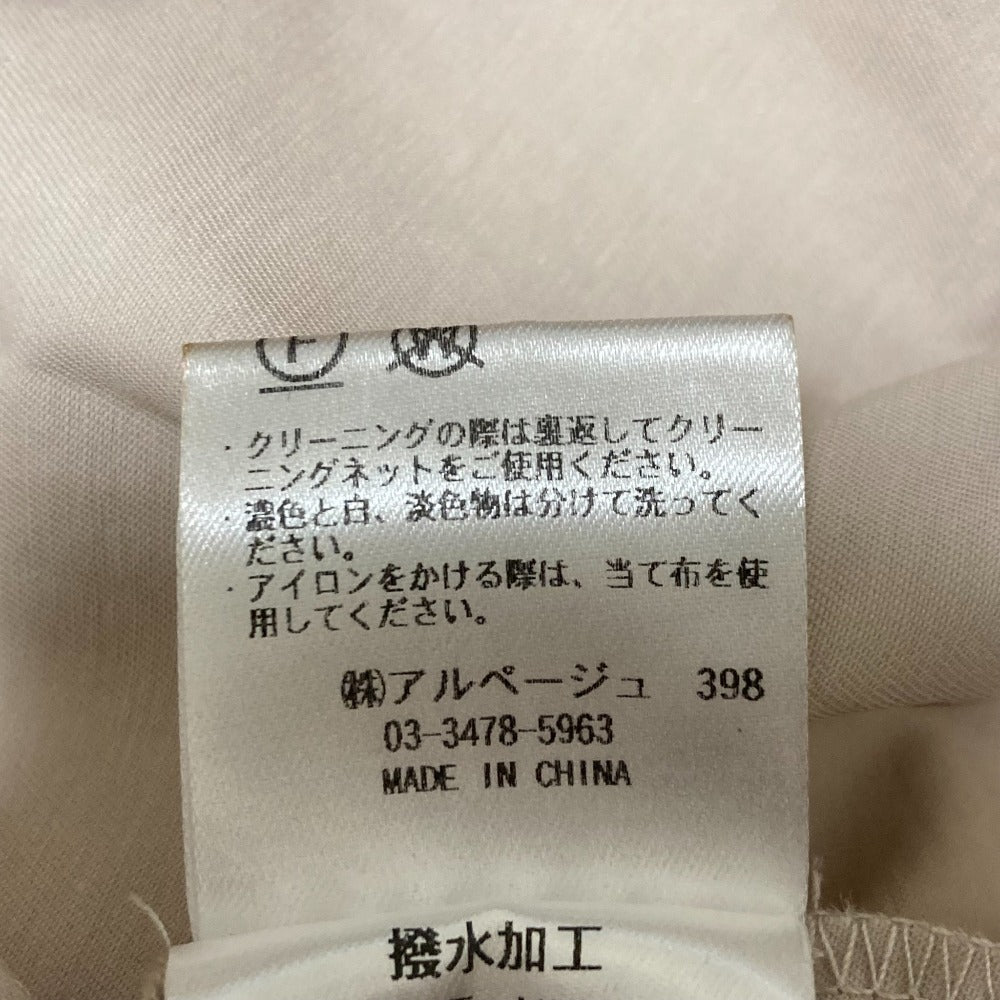 F W
・クリーニングの際は裏返してクリー
ニングネットをご使用ください。
・濃色と白、淡色物は分けて洗ってく
ださい。
・アイロンをかける際は、当て布を使
用してください。
㈱アルページュ 398
03-3478-5963
MADE IN CHINA
撥水加工